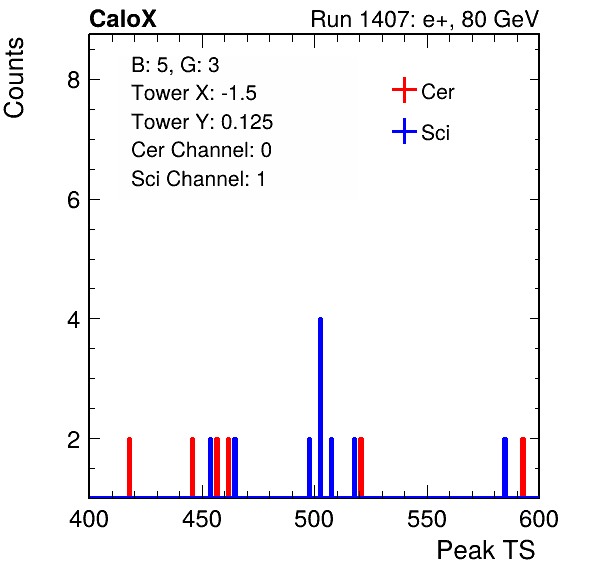 CaloX Run 1407: e+, 80 GeV
Counts
B: 5, G: 3
Tower X: -1.5
Tower Y: 0.125
Cer Channel: 0
Sci Channel: 1
Cer
Sci
8
6
4
2
400 450 500 550 600
Peak TS